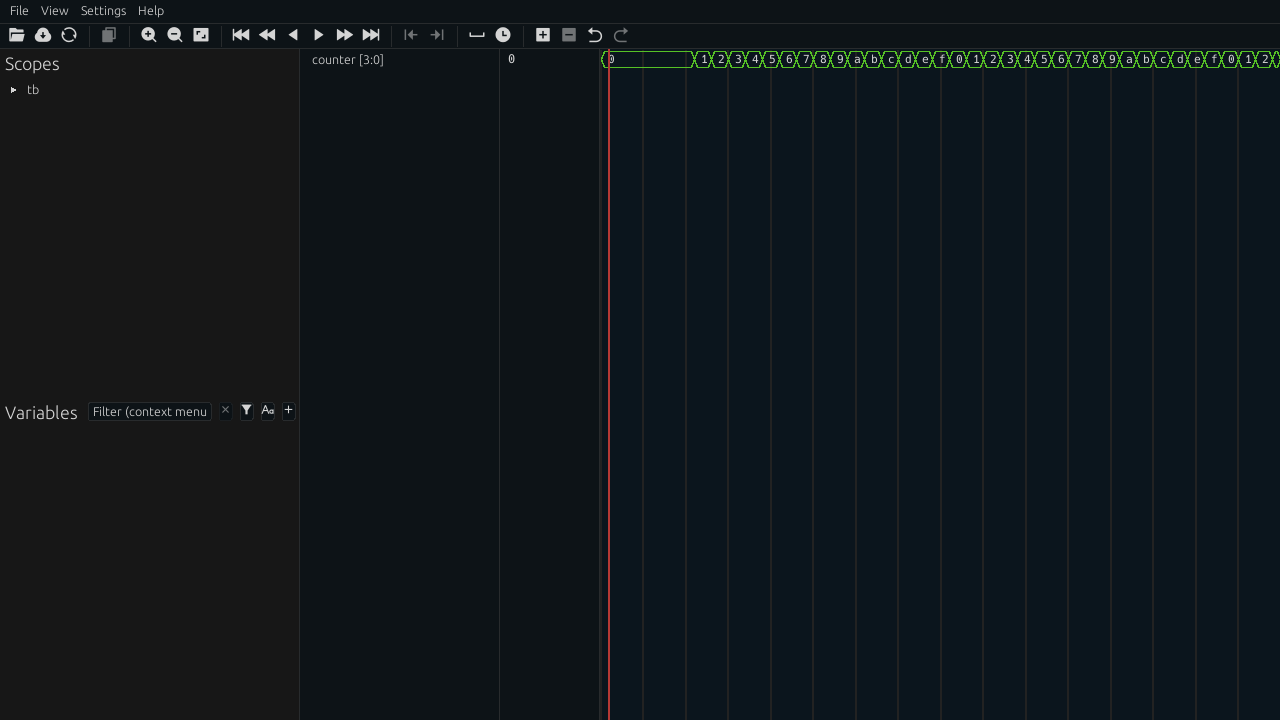 File View Settings Help
Scopes
tb
Variables Filter (context menu × Aa +
counter [3:0] 0 0 1 2 3 4 5 6 7 8 9 a b c d e f 0 1 2 3 4 5 6 7 8 9 a b c d e f 0 1 2